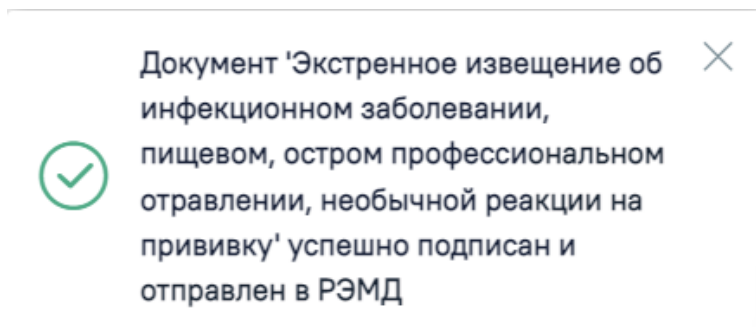 Документ 'Экстренное извещение об
инфекционном заболевании,
пищевом, остром профессиональном
отравлении, необычной реакции на
прививку' успешно подписан и
отправлен в РЭМД